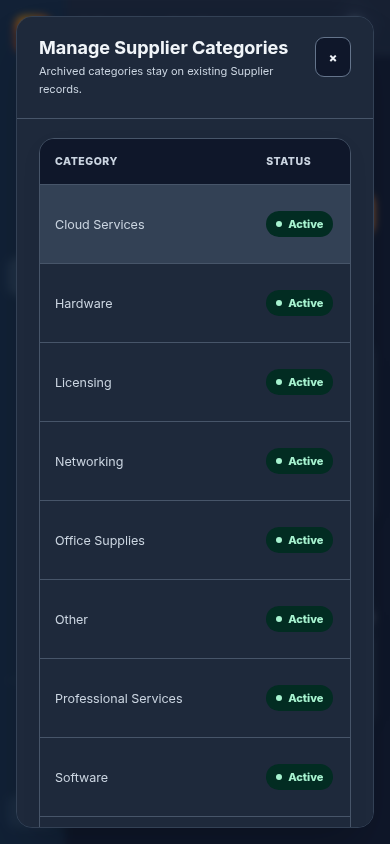 Manage Supplier Categories
Archived categories stay on existing Supplier
records.
×
CATEGORY STATUS
Cloud Services Active
Hardware Active
Licensing Active
Networking Active
Office Supplies Active
Other Active
Professional Services Active
Software Active